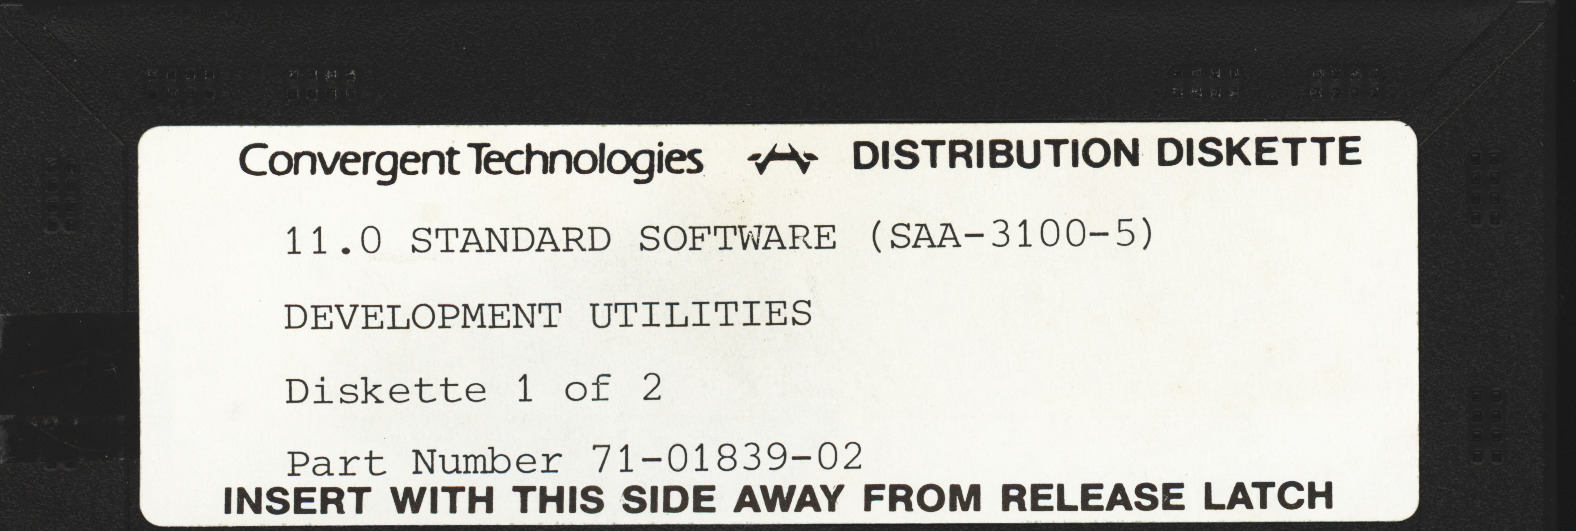 Convergent Technologies DISTRIBUTION DISKETTE
11.0 STANDARD SOFTWARE (SAA-3100-5)
DEVELOPMENT UTILITIES
Diskette 1 of 2
Part Number 71-01839-02
INSERT WITH THIS SIDE AWAY FROM RELEASE LATCH